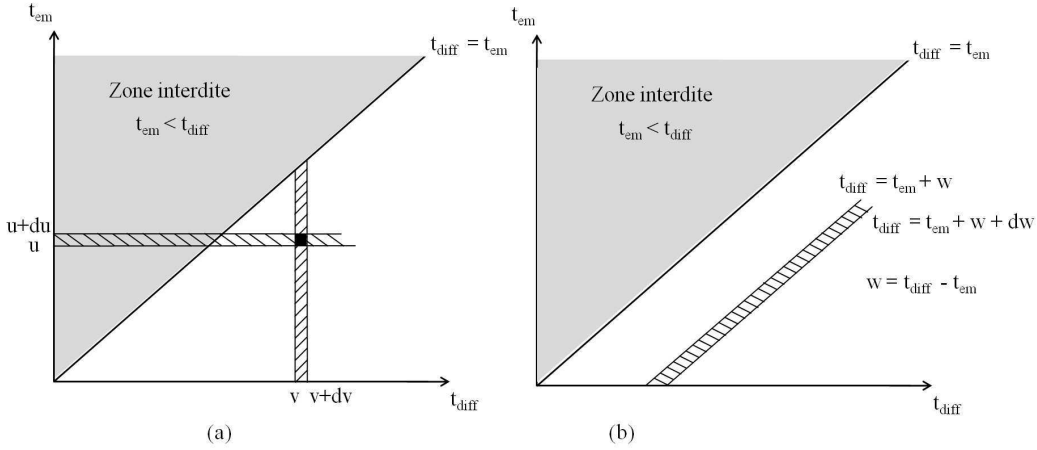 t_em
t_diff = t_em
Zone interdite
t_em < t_diff
u+du
u
v
v+dv
t_diff
(a)
t_em
t_diff = t_em
Zone interdite
t_em < t_diff
t_diff = t_em + w
t_diff = t_em + w + dw
w = t_diff - t_em
t_diff
(b)